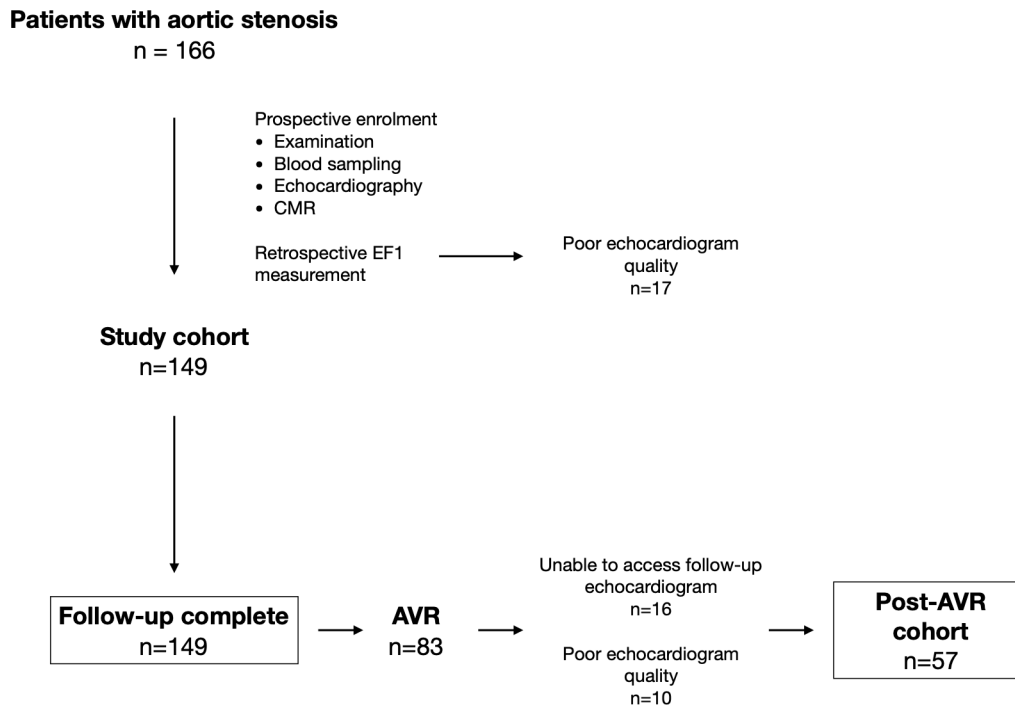 Patients with aortic stenosis
n = 166
Prospective enrolment
• Examination
• Blood sampling
• Echocardiography
• CMR
Retrospective EF1
measurement
Poor echocardiogram
quality
n=17
Study cohort
n=149
Follow-up complete
n=149
AVR
n=83
Unable to access follow-up
echocardiogram
n=16
Poor echocardiogram
quality
n=10
Post-AVR
cohort
n=57